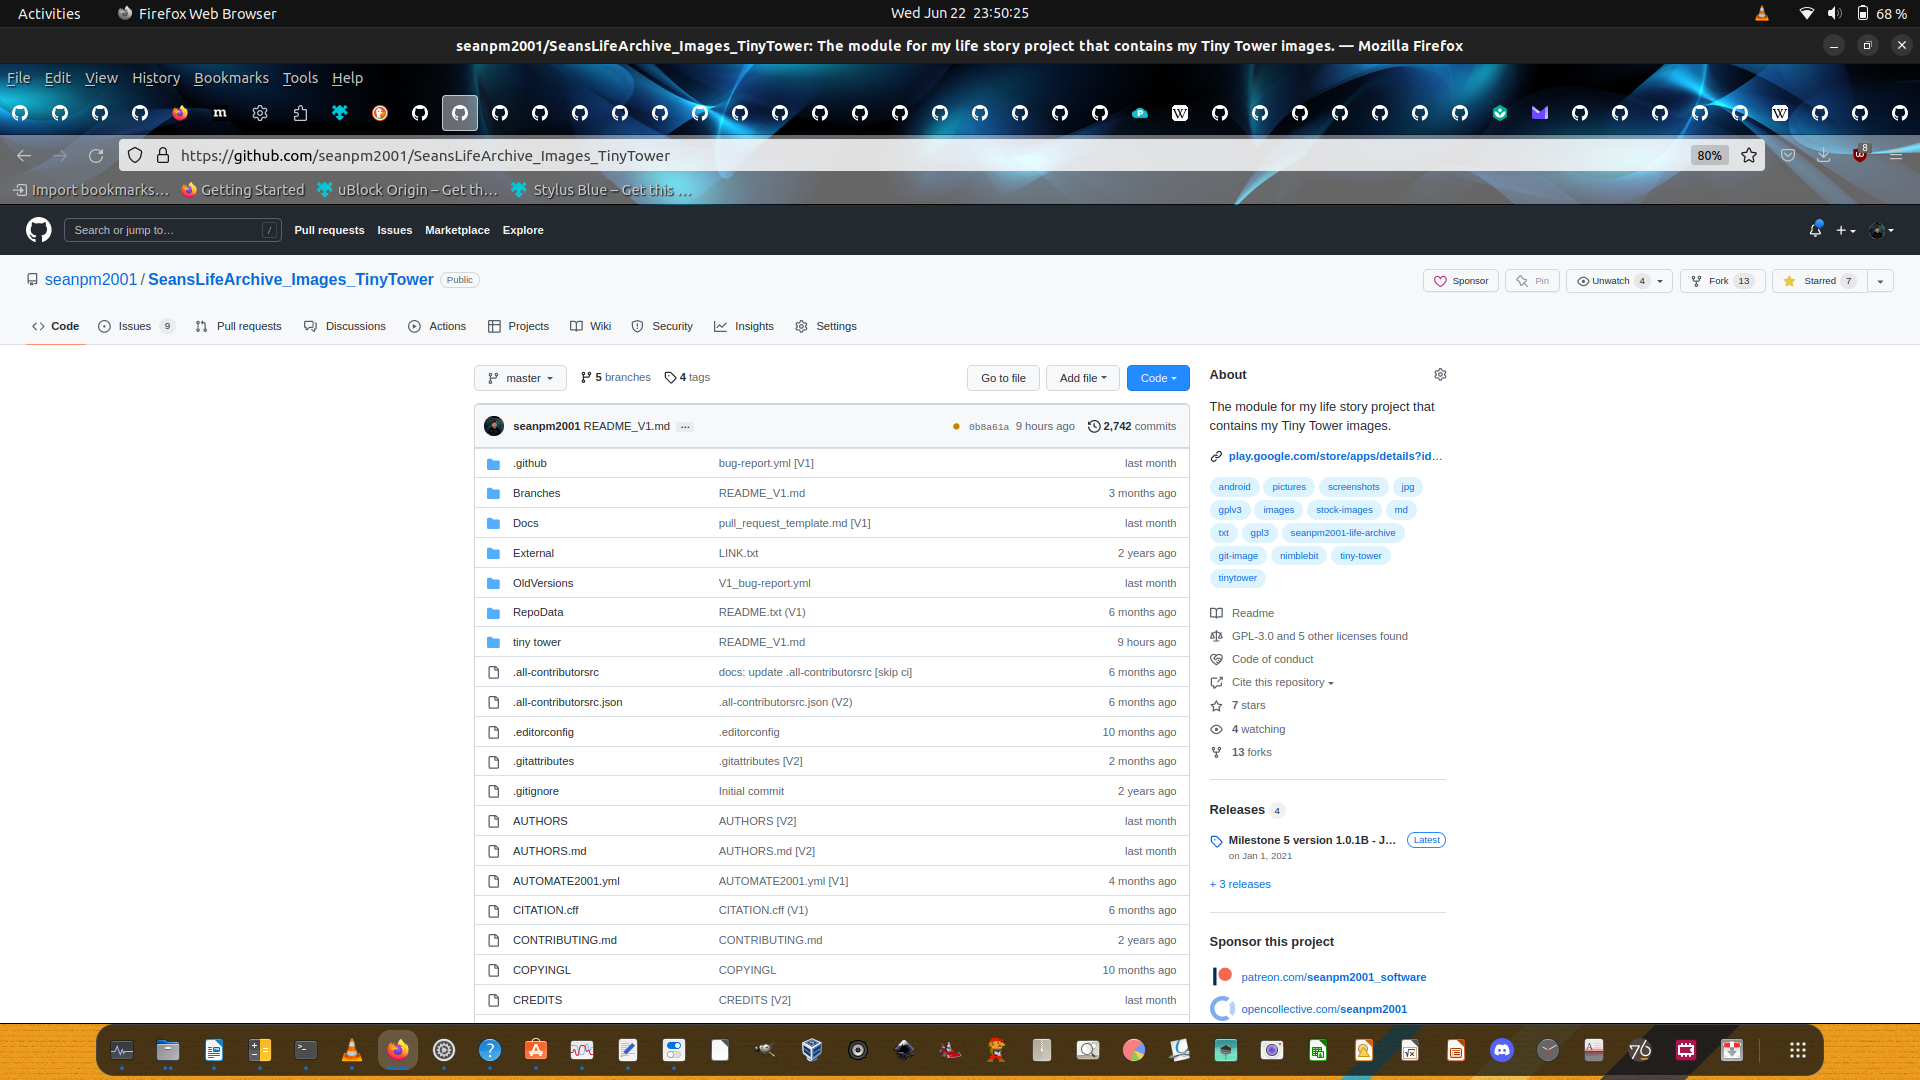 Activities Firefox Web Browser Wed Jun 22 23:50:25 68 %
seanpm2001/SeansLifeArchive_Images_TinyTower: The module for my life story project that contains my Tiny Tower images. — Mozilla Firefox
File Edit View History Bookmarks Tools Help
https://github.com/seanpm2001/SeansLifeArchive_Images_TinyTower 80% 8
Import bookmarks… Getting Started uBlock Origin – Get th… Stylus Blue – Get this …
Search or jump to… / Pull requests Issues Marketplace Explore
seanpm2001 / SeansLifeArchive_Images_TinyTower Public Sponsor Pin Unwatch 4 Fork 13 Starred 7
Code Issues 9 Pull requests Discussions Actions Projects Wiki Security Insights Settings
master 5 branches 4 tags Go to file Add file Code
seanpm2001 README_V1.md … 0b8a61a 9 hours ago 2,742 commits
.github bug-report.yml [V1] last month
Branches README_V1.md 3 months ago
Docs pull_request_template.md [V1] last month
External LINK.txt 2 years ago
OldVersions V1_bug-report.yml last month
RepoData README.txt (V1) 6 months ago
tiny tower README_V1.md 9 hours ago
.all-contributorsrc docs: update .all-contributorsrc [skip ci] 6 months ago
.all-contributorsrc.json .all-contributorsrc.json (V2) 6 months ago
.editorconfig .editorconfig 10 months ago
.gitattributes .gitattributes [V2] 2 months ago
.gitignore Initial commit 2 years ago
AUTHORS AUTHORS [V2] last month
AUTHORS.md AUTHORS.md [V2] last month
AUTOMATE2001.yml AUTOMATE2001.yml [V1] 4 months ago
CITATION.cff CITATION.cff (V1) 6 months ago
CONTRIBUTING.md CONTRIBUTING.md 2 years ago
COPYINGL COPYINGL 10 months ago
CREDITS CREDITS [V2] last month
About
The module for my life story project that
contains my Tiny Tower images.
play.google.com/store/apps/details?id…
android pictures screenshots jpg
gplv3 images stock-images md
txt gpl3 seanpm2001-life-archive
git-image nimblebit tiny-tower
tinytower
Readme
GPL-3.0 and 5 other licenses found
Code of conduct
Cite this repository
7 stars
4 watching
13 forks
Releases 4
Milestone 5 version 1.0.1B - J… Latest
on Jan 1, 2021
+ 3 releases
Sponsor this project
patreon.com/seanpm2001_software
opencollective.com/seanpm2001